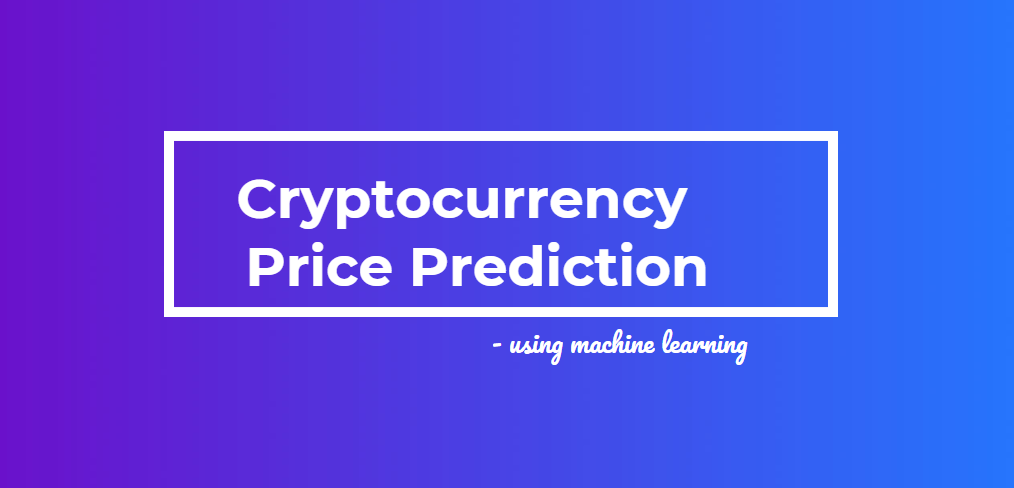 Cryptocurrency
Price Prediction
- using machine learning